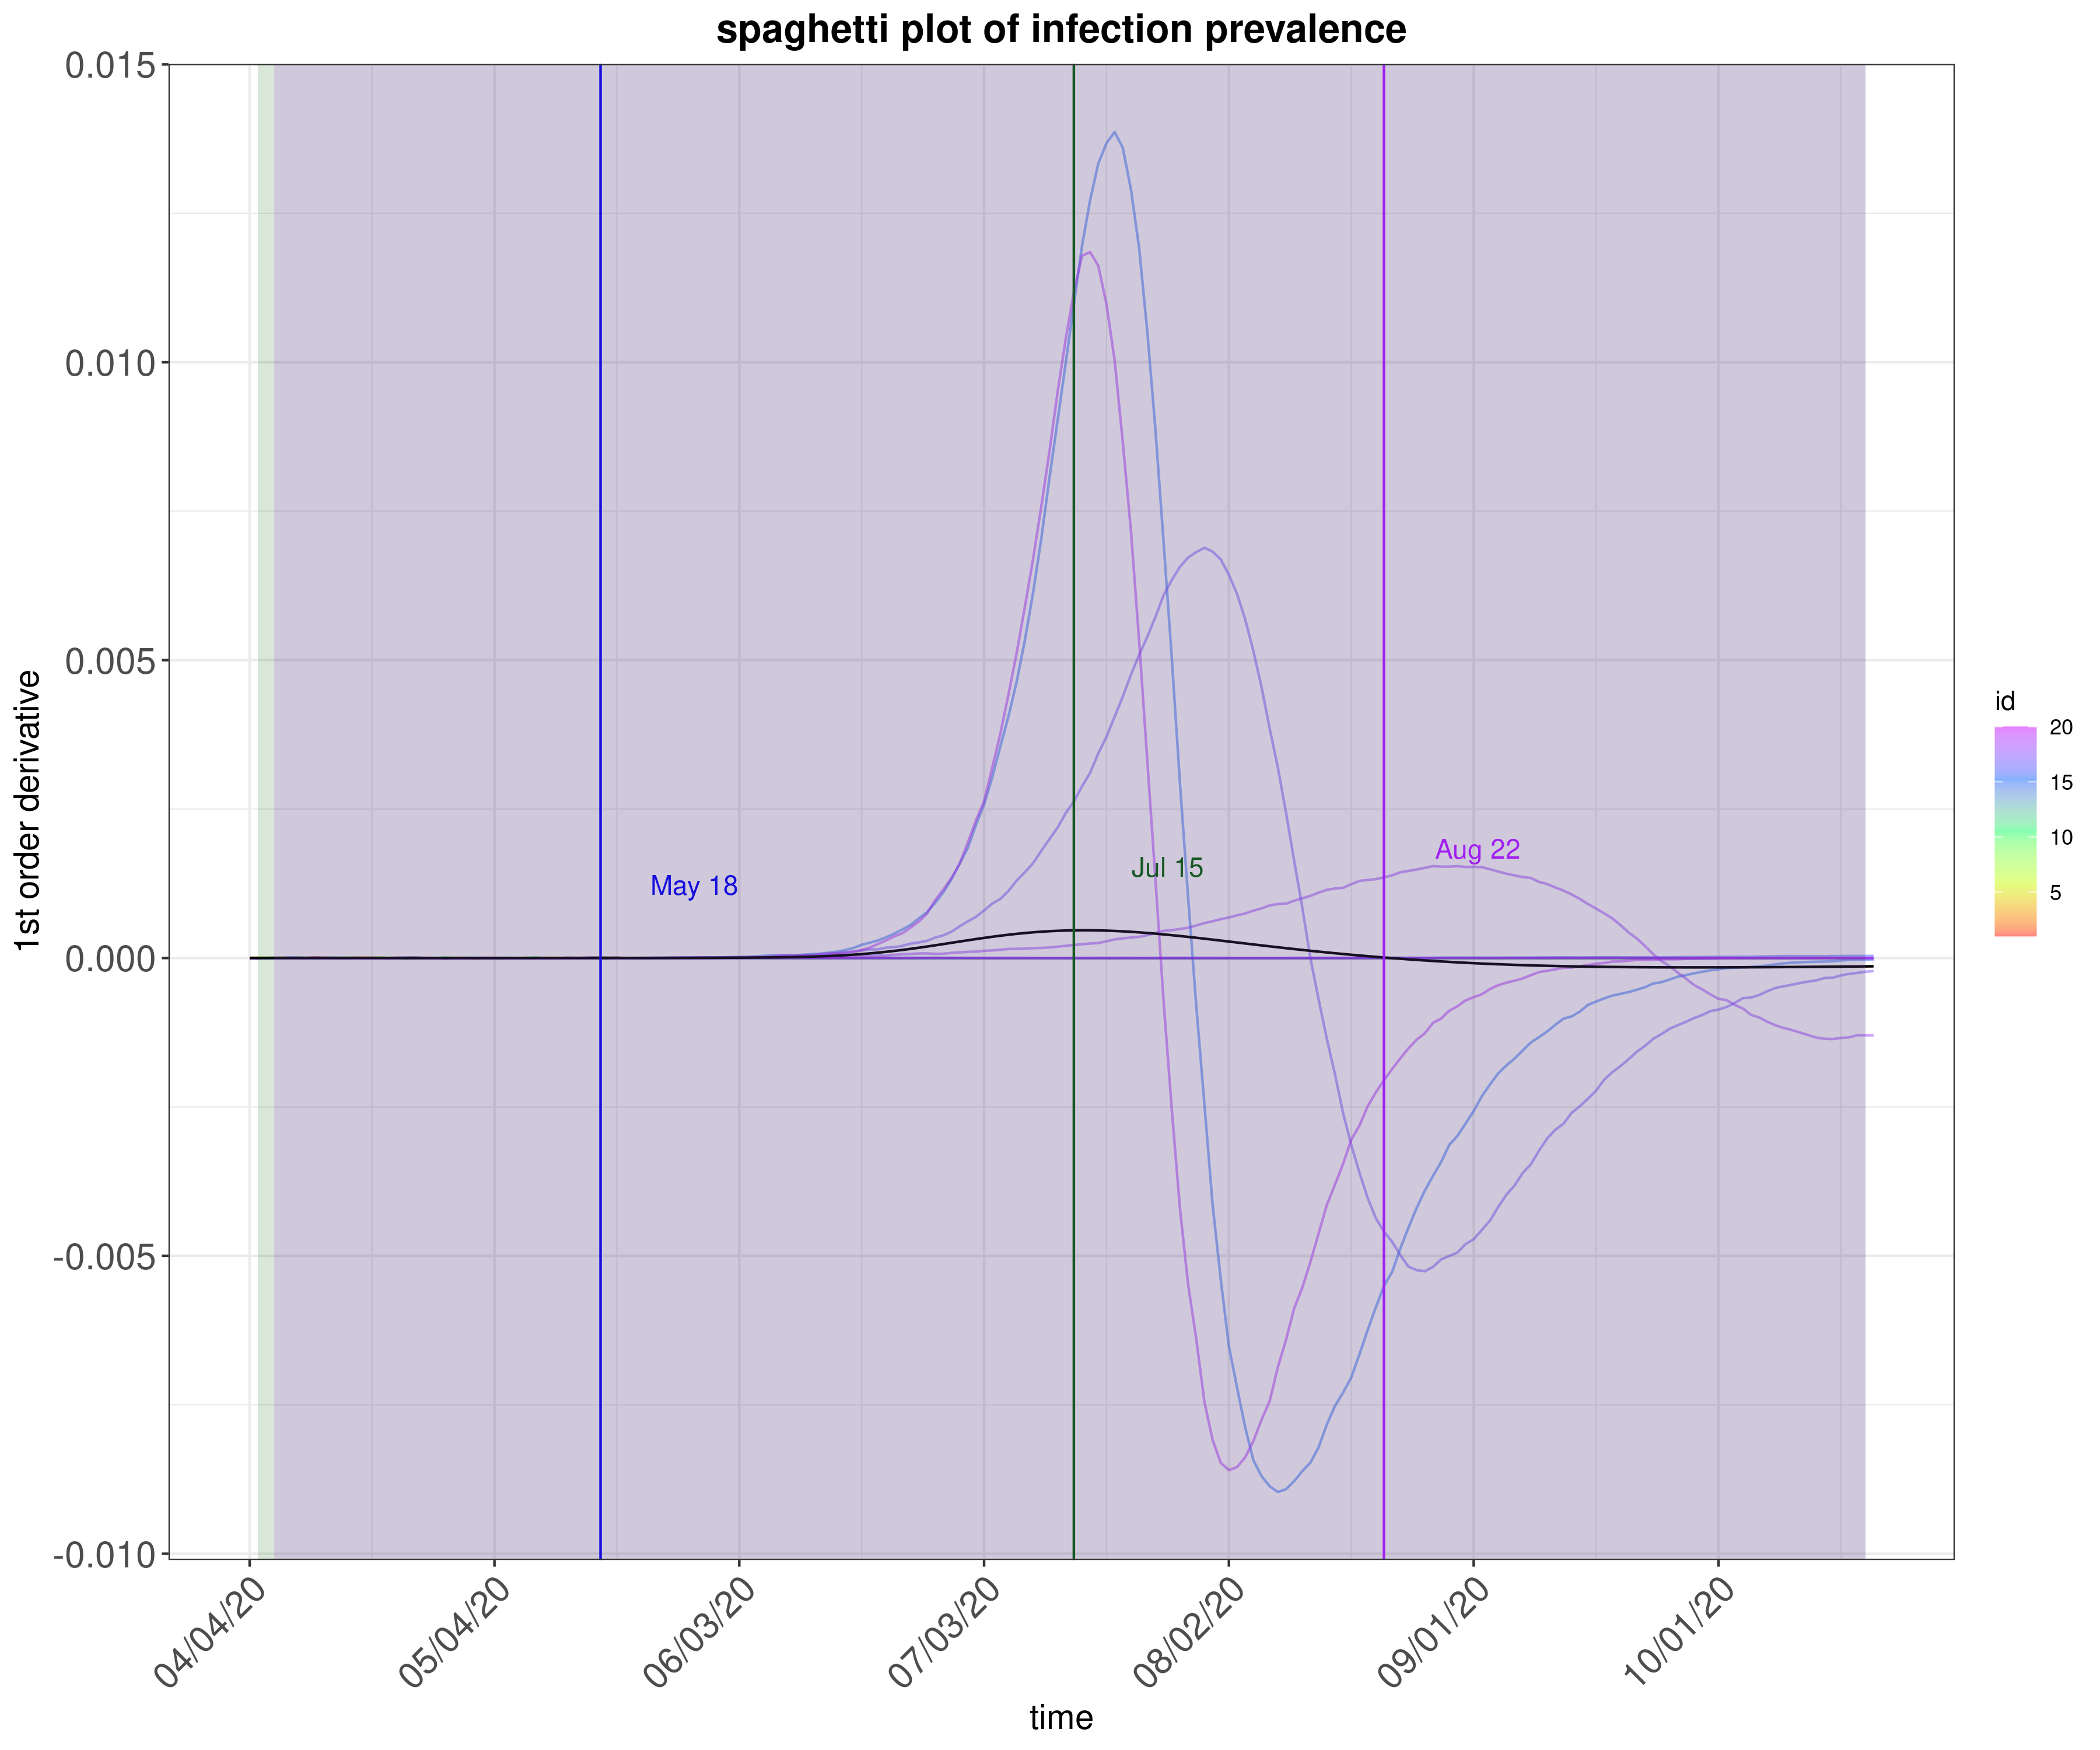 spaghetti plot of infection prevalence
0.015
0.010
0.005
0.000
-0.005
-0.010
1st order derivative
May 18
Jul 15
Aug 22
04/04/20
05/04/20
06/03/20
07/03/20
08/02/20
09/01/20
10/01/20
time
id
20
15
10
5